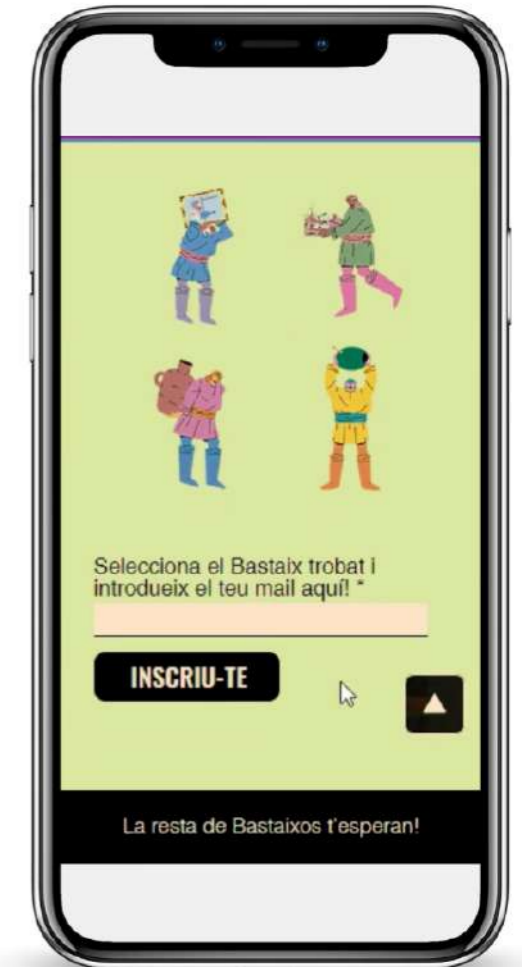 Selecciona el Bastaix trobat i
introdueix el teu mail aquí! *
INSCRIU-TE
La resta de Bastaixos t'esperan!